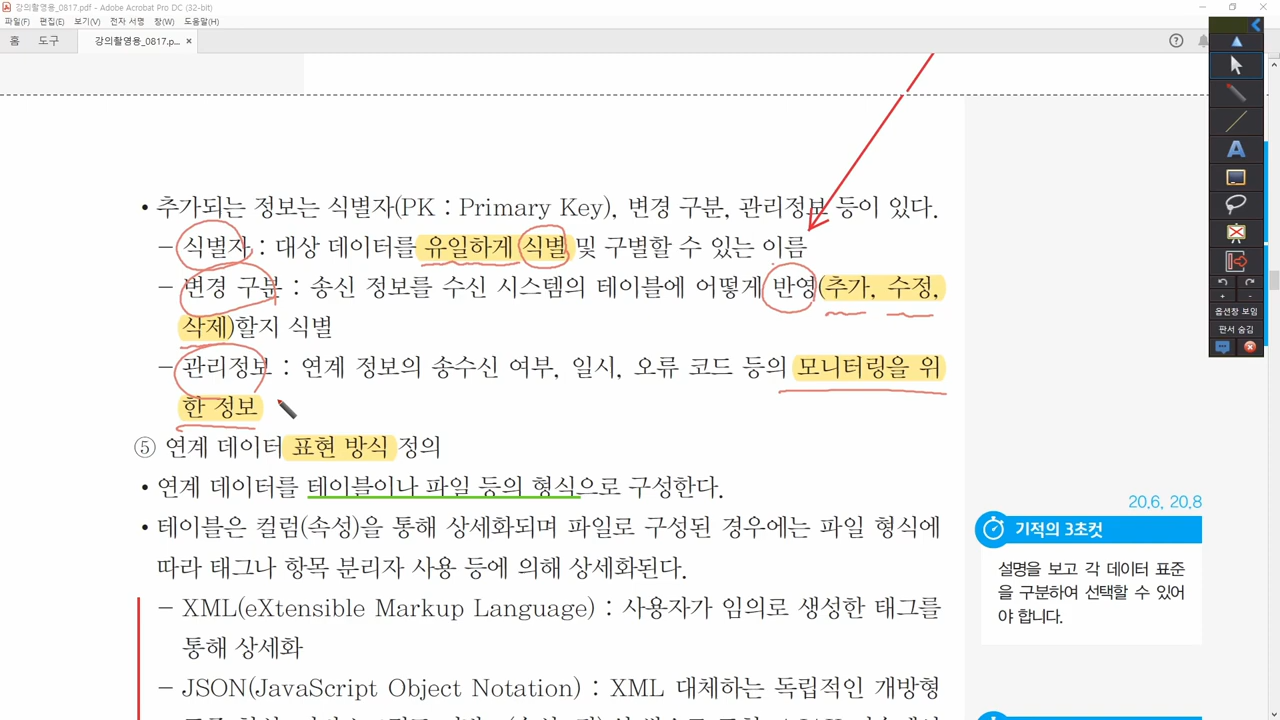 강의촬영용_0817.pdf - Adobe Acrobat Pro DC (32-bit)
파일(F) 편집(E) 보기(V) 전자 서명 창(W) 도움말(H)
홈 도구 강의촬영용_0817.p... ×
• 추가되는 정보는 식별자(PK : Primary Key), 변경 구분, 관리정보 등이 있다.
– 식별자 : 대상 데이터를 유일하게 식별 및 구별할 수 있는 이름
– 변경 구분 : 송신 정보를 수신 시스템의 테이블에 어떻게 반영(추가, 수정,
삭제)할지 식별
– 관리정보 : 연계 정보의 송수신 여부, 일시, 오류 코드 등의 모니터링을 위
한 정보
⑤ 연계 데이터 표현 방식 정의
• 연계 데이터를 테이블이나 파일 등의 형식으로 구성한다.
• 테이블은 컬럼(속성)을 통해 상세화되며 파일로 구성된 경우에는 파일 형식에
따라 태그나 항목 분리자 사용 등에 의해 상세화된다.
– XML(eXtensible Markup Language) : 사용자가 임의로 생성한 태그를
통해 상세화
– JSON(JavaScript Object Notation) : XML 대체하는 독립적인 개방형
20.6, 20.8
기적의 3초컷
설명을 보고 각 데이터 표준
을 구분하여 선택할 수 있어
야 합니다.
옵션창 보임
판서 숨김